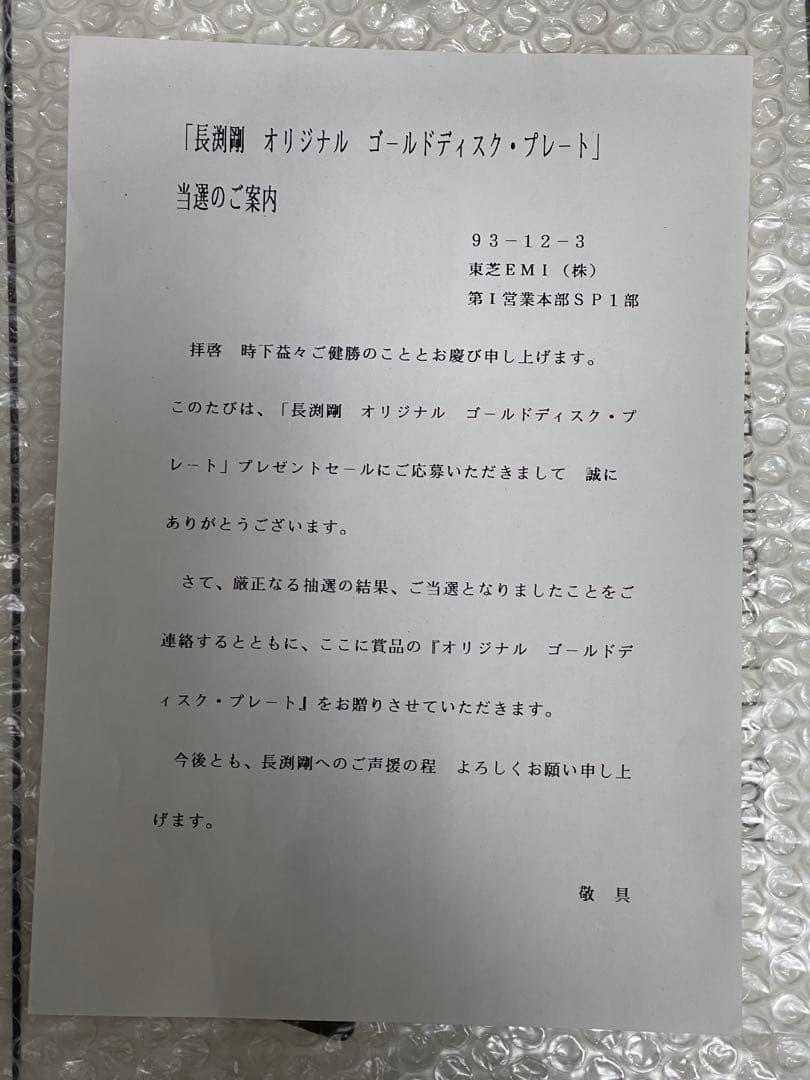 「長渕剛　オリジナル　ゴールドディスク・プレート」
当選のご案内
９３－１２－３
東芝ＥＭＩ（株）
第Ｉ営業本部ＳＰ１部
拝啓　時下益々ご健勝のこととお慶び申し上げます。
このたびは、「長渕剛　オリジナル　ゴールドディスク・プ
レート」プレゼントセールにご応募いただきまして　誠に
ありがとうございます。
さて、厳正なる抽選の結果、ご当選となりましたことをご
連絡するとともに、ここに賞品の『オリジナル　ゴールドデ
ィスク・プレート』をお贈りさせていただきます。
今後とも、長渕剛へのご声援の程　よろしくお願い申し上
げます。
敬　具